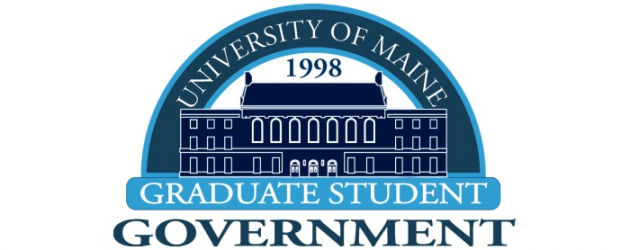 UNIVERSITY OF MAINE
1998
GRADUATE STUDENT
GOVERNMENT